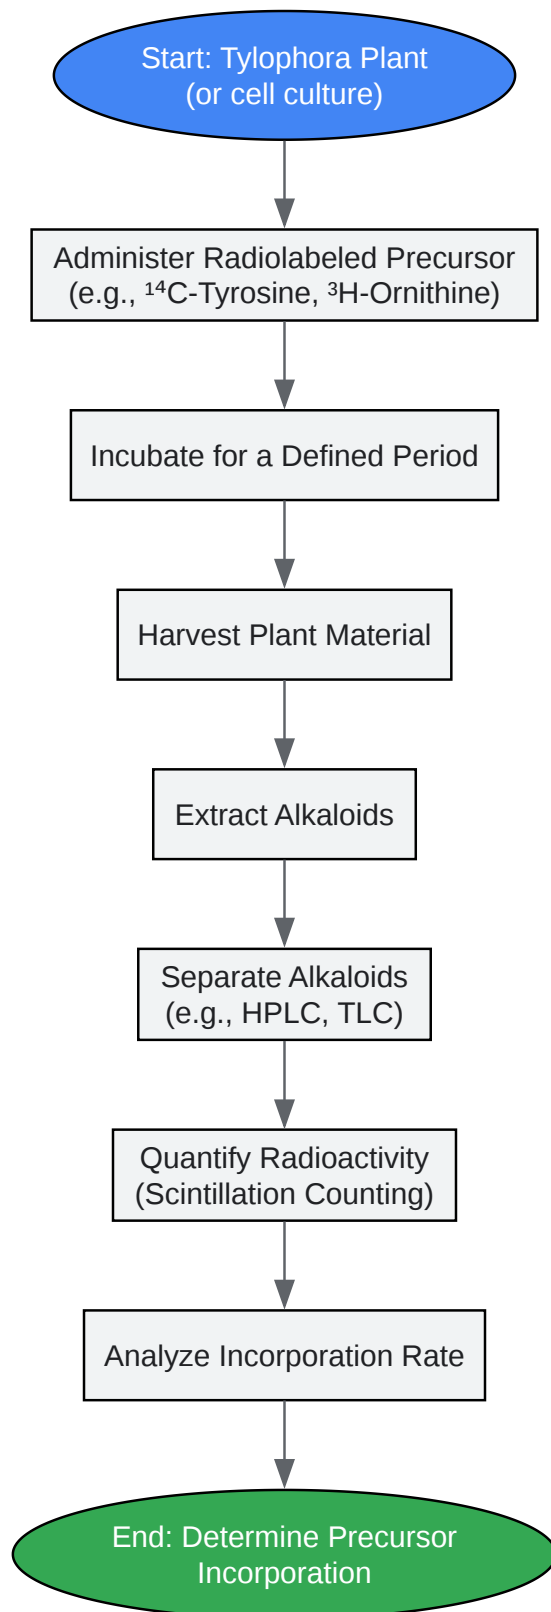 Start: Tylophora Plant
(or cell culture)
Administer Radiolabeled Precursor
(e.g., ¹⁴C-Tyrosine, ³H-Ornithine)
Incubate for a Defined Period
Harvest Plant Material
Extract Alkaloids
Separate Alkaloids
(e.g., HPLC, TLC)
Quantify Radioactivity
(Scintillation Counting)
Analyze Incorporation Rate
End: Determine Precursor
Incorporation